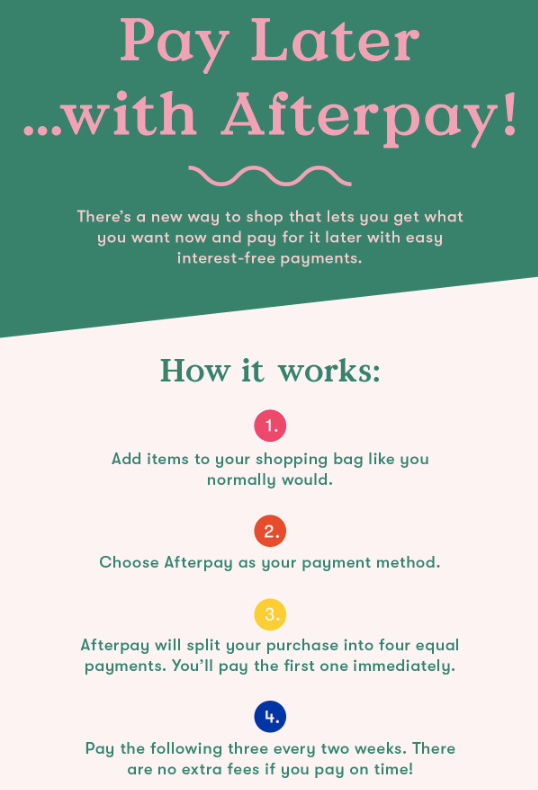 Pay Later
...with Afterpay!
There's a new way to shop that lets you get what
you want now and pay for it later with easy
interest-free payments.
How it works:
1.
Add items to your shopping bag like you
normally would.
2.
Choose Afterpay as your payment method.
3.
Afterpay will split your purchase into four equal
payments. You'll pay the first one immediately.
4.
Pay the following three every two weeks. There
are no extra fees if you pay on time!